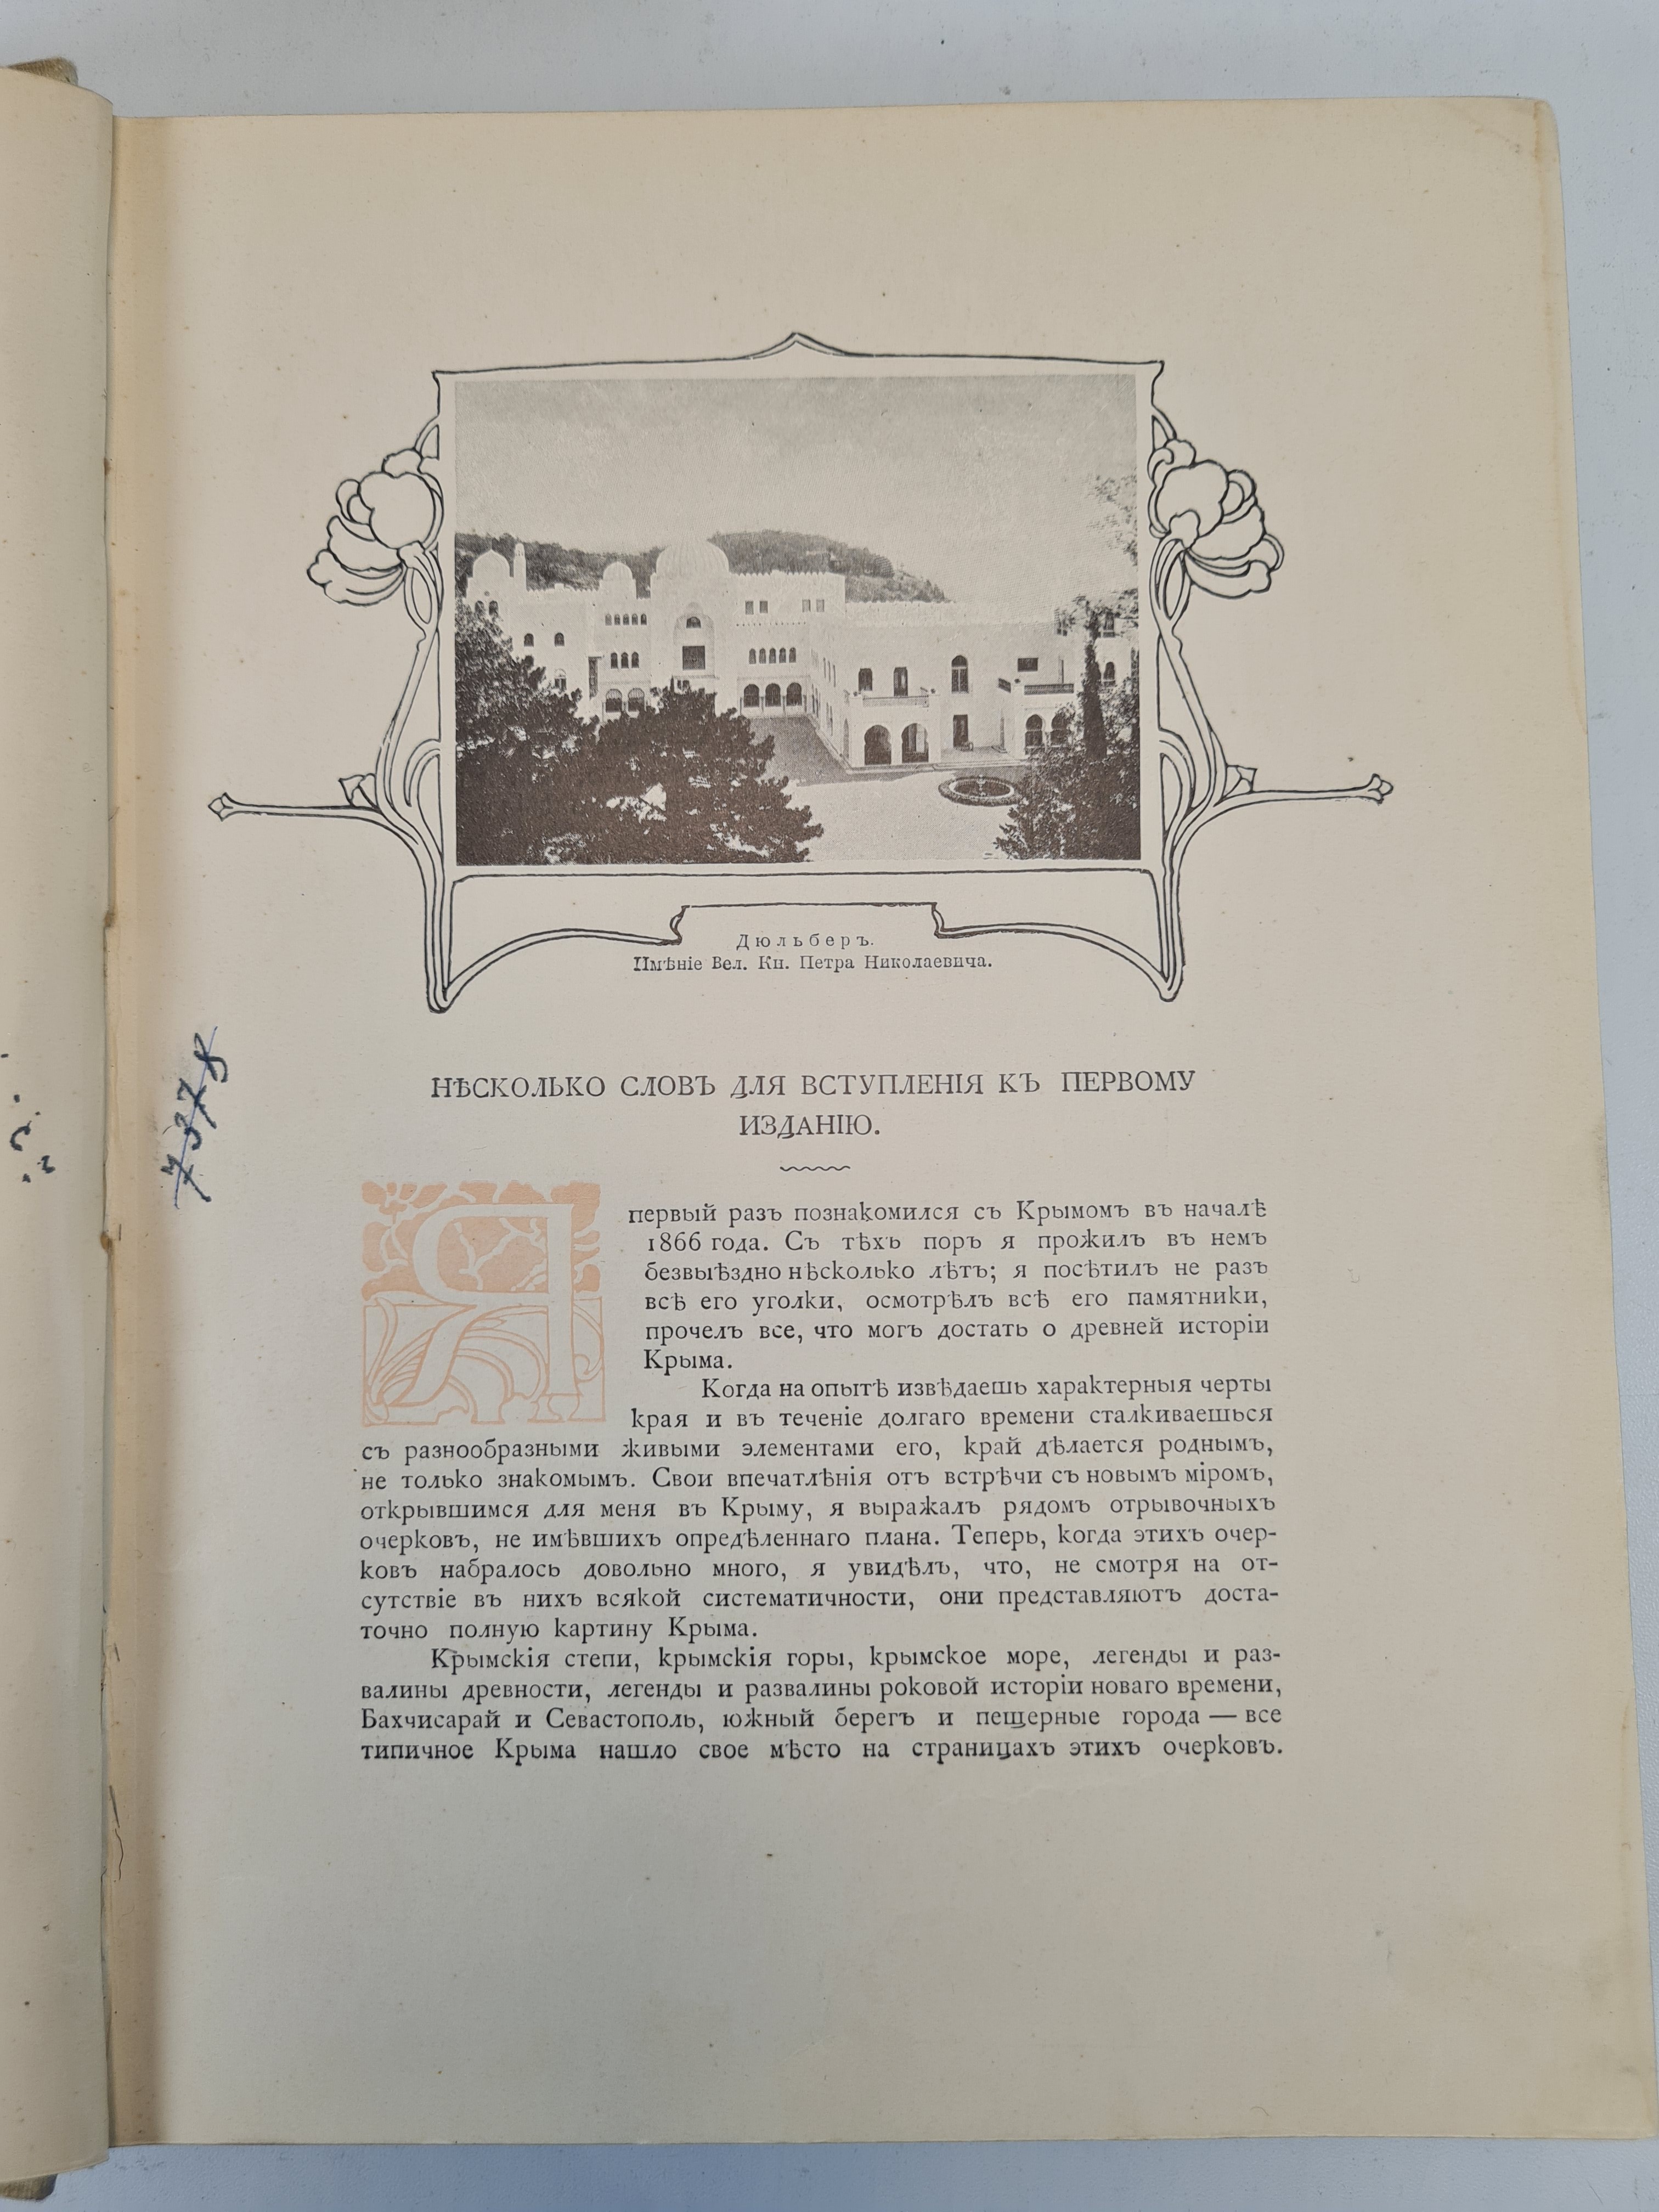 Дюльберъ.
Имѣніе Вел. Кн. Петра Николаевича.
НѢСКОЛЬКО СЛОВЪ ДЛЯ ВСТУПЛЕНІЯ КЪ ПЕРВОМУ
ИЗДАНІЮ.
7378
Я первый разъ познакомился съ Крымомъ въ началѣ
1866 года. Съ тѣхъ поръ я прожилъ въ немъ
безвыѣздно нѣсколько лѣтъ; я посѣтилъ не разъ
всѣ его уголки, осмотрѣлъ всѣ его памятники,
прочелъ все, что могъ достать о древней исторіи
Крыма.
Когда на опытѣ извѣдаешь характерныя черты
края и въ теченіе долгаго времени сталкиваешься
съ разнообразными живыми элементами его, край дѣлается роднымъ,
не только знакомымъ. Свои впечатлѣнія отъ встрѣчи съ новымъ міромъ,
открывшимся для меня въ Крыму, я выражалъ рядомъ отрывочныхъ
очерковъ, не имѣвшихъ опредѣленнаго плана. Теперь, когда этихъ очер-
ковъ набралось довольно много, я увидѣлъ, что, не смотря на от-
сутствіе въ нихъ всякой систематичности, они представляютъ доста-
точно полную картину Крыма.
Крымскія степи, крымскія горы, крымское море, легенды и раз-
валины древности, легенды и развалины роковой исторіи новаго времени,
Бахчисарай и Севастополь, южный берегъ и пещерные города — все
типичное Крыма нашло свое мѣсто на страницахъ этихъ очерковъ.